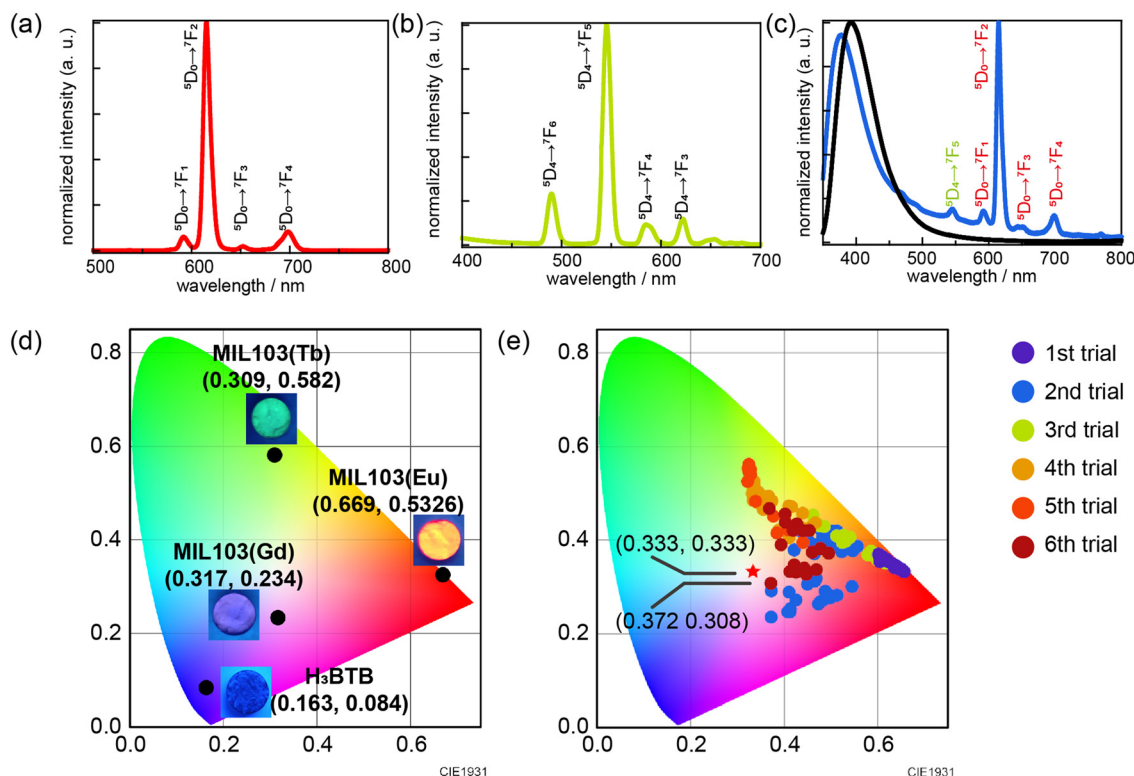 (a)
normalized intensity (a. u.)
⁵D₀→⁷F₁
⁵D₀→⁷F₂
⁵D₀→⁷F₃
⁵D₀→⁷F₄
500 600 700 800
wavelength / nm
(b)
normalized intensity (a. u.)
⁵D₄→⁷F₆
⁵D₄→⁷F₅
⁵D₄→⁷F₄
⁵D₄→⁷F₃
400 500 600 700
wavelength / nm
(c)
normalized intensity (a. u.)
⁵D₄→⁷F₅
⁵D₀→⁷F₁
⁵D₀→⁷F₂
⁵D₀→⁷F₃
⁵D₀→⁷F₄
400 500 600 700 800
wavelength / nm
(d)
0.8
0.6
0.4
0.2
0.0
MIL103(Tb)
(0.309, 0.582)
MIL103(Eu)
(0.669, 0.5326)
MIL103(Gd)
(0.317, 0.234)
H₃BTB
(0.163, 0.084)
0.0 0.2 0.4 0.6
CIE1931
(e)
0.8
0.6
0.4
0.2
0.0
(0.333, 0.333)
(0.372 0.308)
0.0 0.2 0.4 0.6
CIE1931
1st trial
2nd trial
3rd trial
4th trial
5th trial
6th trial